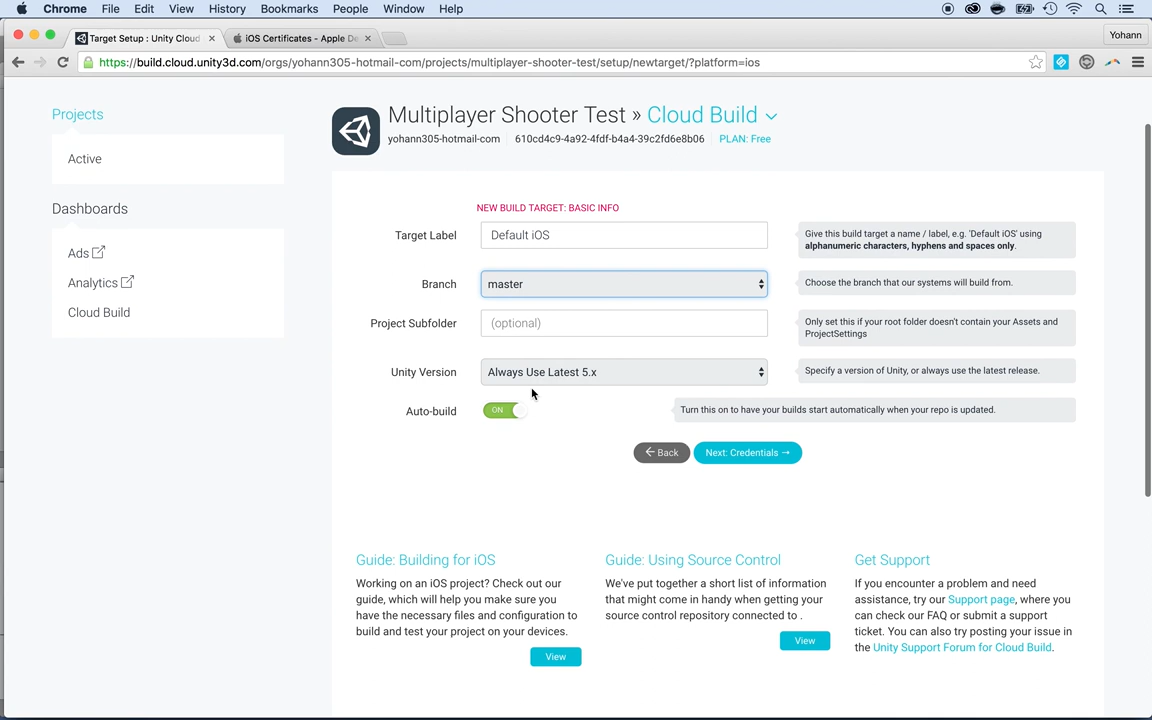 Chrome File Edit View History Bookmarks People Window Help
Target Setup : Unity Cloud
iOS Certificates - Apple De
Yohann
https://build.cloud.unity3d.com/orgs/yohann305-hotmail-com/projects/multiplayer-shooter-test/setup/newtarget/?platform=ios
Projects
Active
Dashboards
Ads
Analytics
Cloud Build
Multiplayer Shooter Test » Cloud Build
yohann305-hotmail-com 610cd4c9-4a92-4fdf-b4a4-39c2fd6e8b06 PLAN: Free
NEW BUILD TARGET: BASIC INFO
Target Label Default iOS
Give this build target a name / label, e.g. 'Default iOS' using
alphanumeric characters, hyphens and spaces only.
Branch master Choose the branch that our systems will build from.
Project Subfolder (optional)
Only set this if your root folder doesn't contain your Assets and
ProjectSettings
Unity Version Always Use Latest 5.x Specify a version of Unity, or always use the latest release.
Auto-build ON Turn this on to have your builds start automatically when your repo is updated.
← Back Next: Credentials →
Guide: Building for iOS
Working on an iOS project? Check out our
guide, which will help you make sure you
have the necessary files and configuration to
build and test your project on your devices.
View
Guide: Using Source Control
We've put together a short list of information
that might come in handy when getting your
source control repository connected to .
View
Get Support
If you encounter a problem and need
assistance, try our Support page, where you
can check our FAQ or submit a support
ticket. You can also try posting your issue in
the Unity Support Forum for Cloud Build.